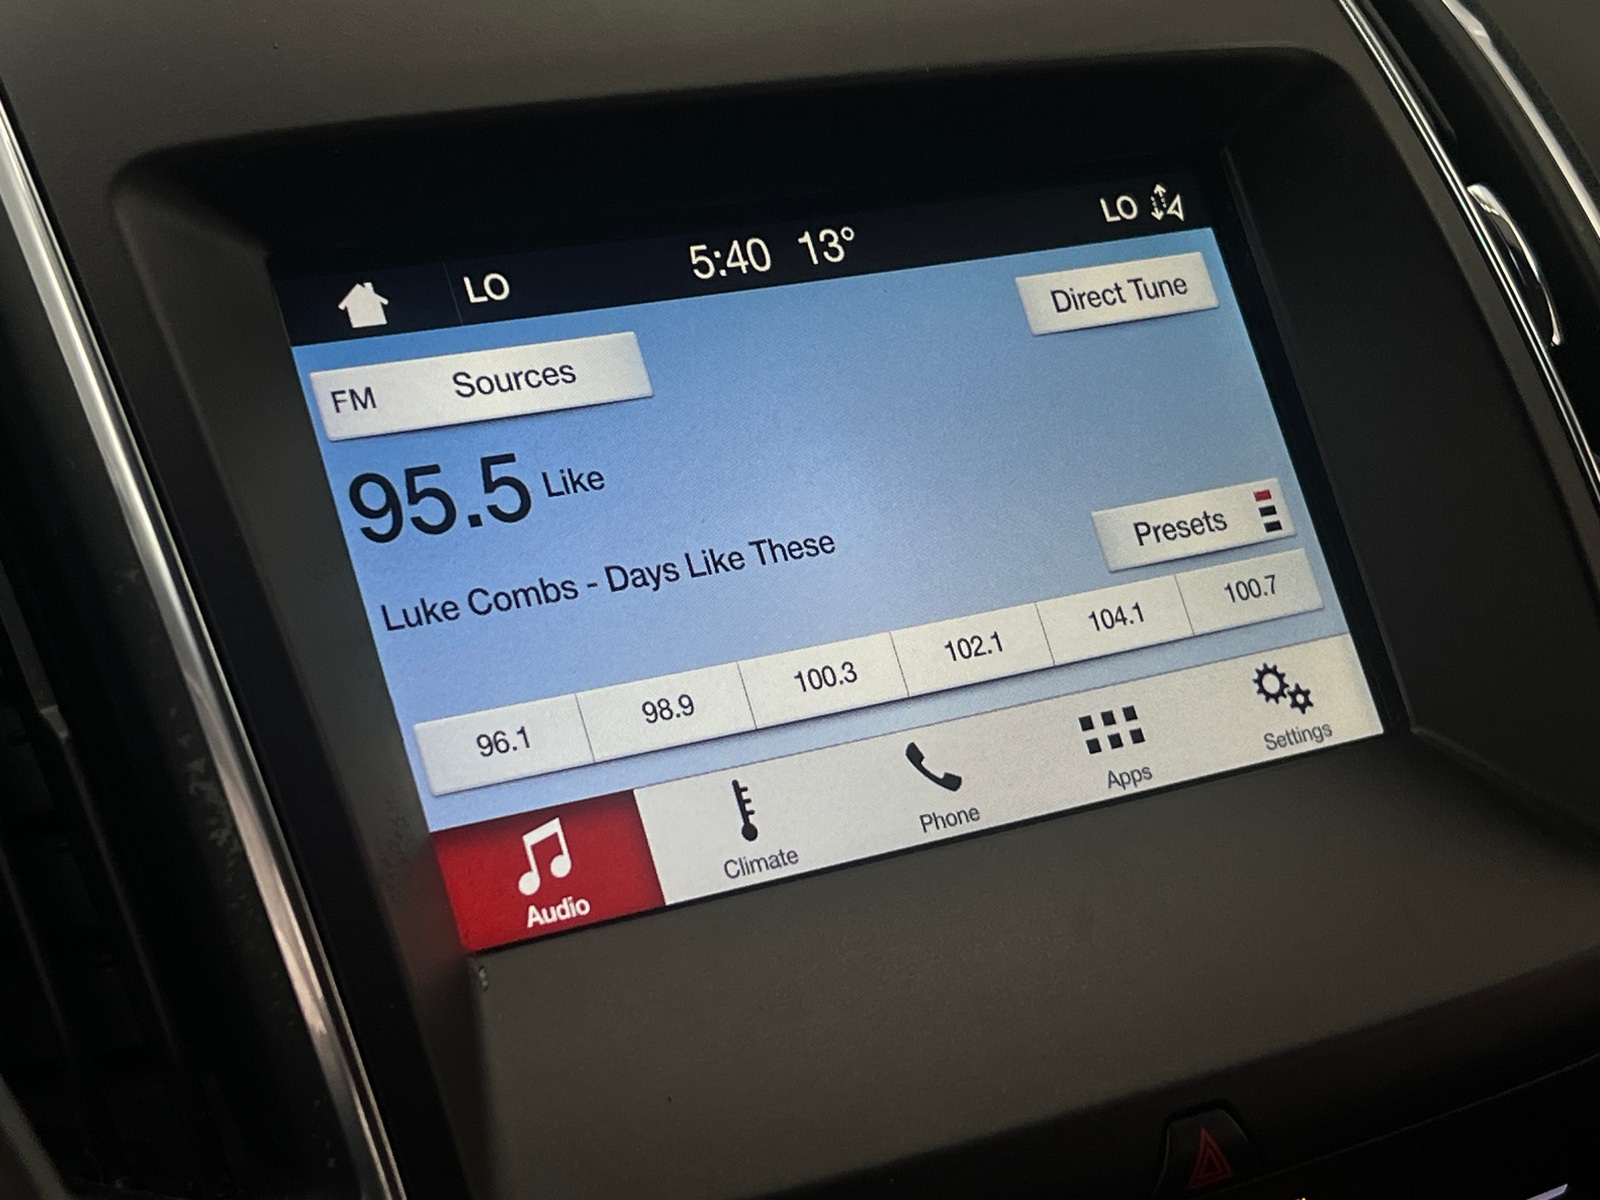 LO 5:40 13° LO
Direct Tune
FM Sources
95.5 Like
Luke Combs - Days Like These
Presets
96.1 98.9 100.3 102.1 104.1 100.7
Audio Climate Phone Apps Settings